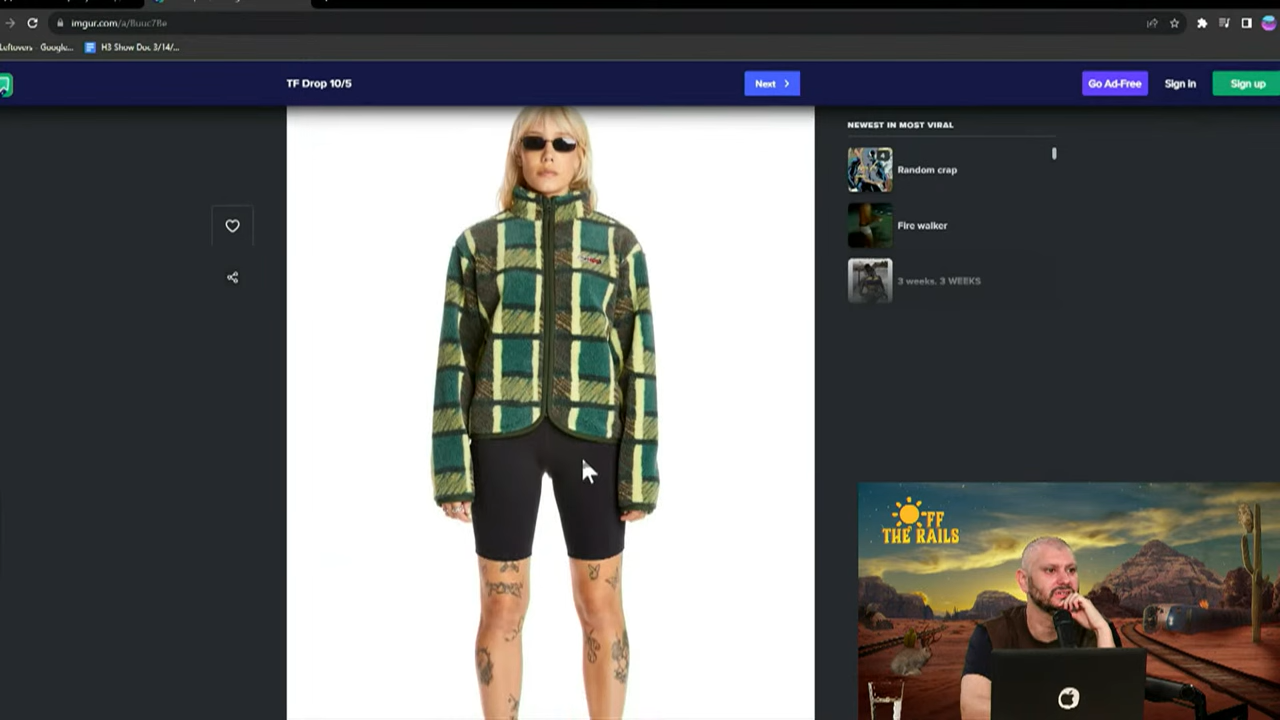 imgur.com/a/
Leftovers - Google...
H3 Show Doc 3/14/...
TF Drop 10/5
Next
Go Ad-Free
Sign in
Sign up
NEWEST IN MOST VIRAL
Random crap
Fire walker
3 weeks. 3 WEEKS
OFF
THE RAILS